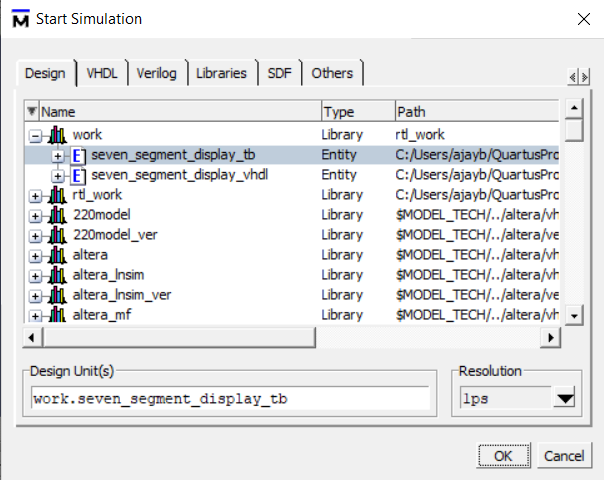 Start Simulation
Design VHDL Verilog Libraries SDF Others
Name Type Path
work Library rtl_work
seven_segment_display_tb Entity C:/Users/ajayb/QuartusPro
seven_segment_display_vhdl Entity C:/Users/ajayb/QuartusPro
rtl_work Library C:/Users/ajayb/QuartusPro
220model Library $MODEL_TECH/../altera/vh
220model_ver Library $MODEL_TECH/../altera/ve
altera Library $MODEL_TECH/../altera/vh
altera_lnsim Library $MODEL_TECH/../altera/vh
altera_lnsim_ver Library $MODEL_TECH/../altera/ve
altera_mf Library $MODEL_TECH/../altera/vh
Design Unit(s) Resolution
work.seven_segment_display_tb 1ps
OK Cancel